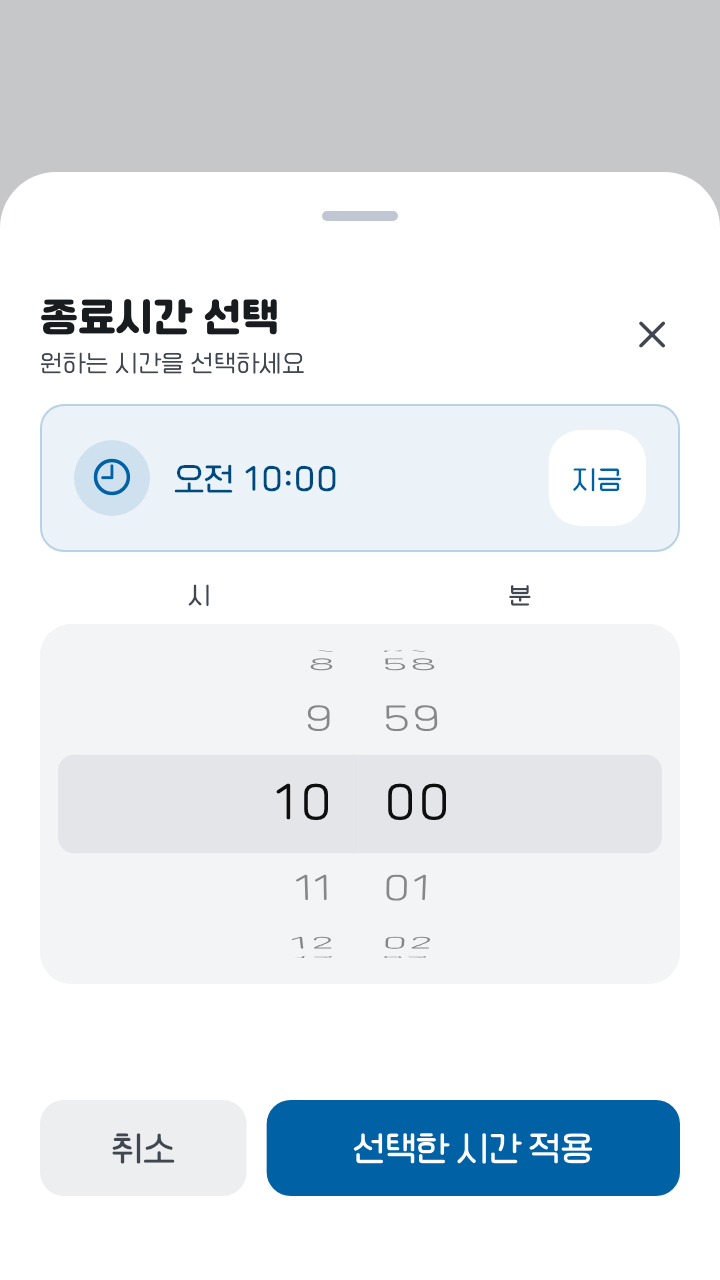 종료시간 선택
원하는 시간을 선택하세요
오전 10:00
지금
시 분
8 58
9 59
10 00
11 01
12 02
취소
선택한 시간 적용